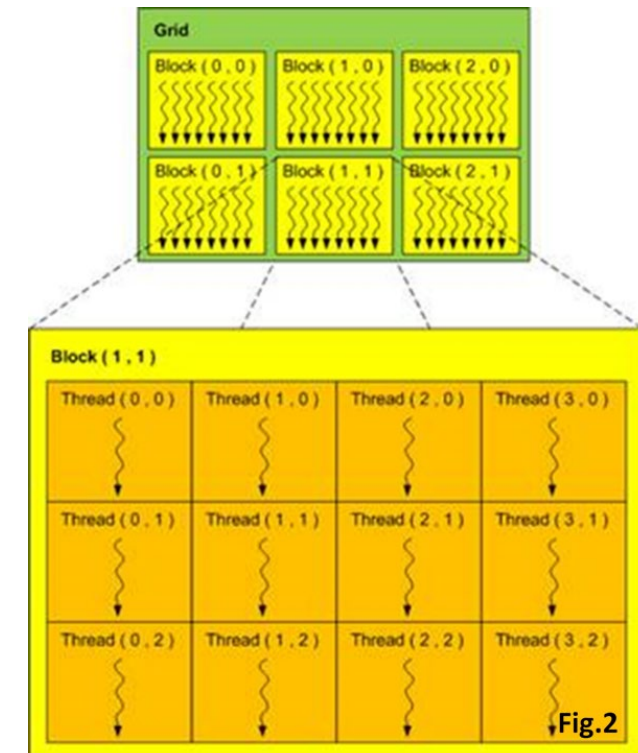 Grid
Block ( 0 , 0 ) Block ( 1 , 0 ) Block ( 2 , 0 )
Block ( 0 , 1 ) Block ( 1 , 1 ) Block ( 2 , 1 )
Block ( 1 , 1 )
Thread ( 0 , 0 ) Thread ( 1 , 0 ) Thread ( 2 , 0 ) Thread ( 3 , 0 )
Thread ( 0 , 1 ) Thread ( 1 , 1 ) Thread ( 2 , 1 ) Thread ( 3 , 1 )
Thread ( 0 , 2 ) Thread ( 1 , 2 ) Thread ( 2 , 2 ) Thread ( 3 , 2 )
Fig.2